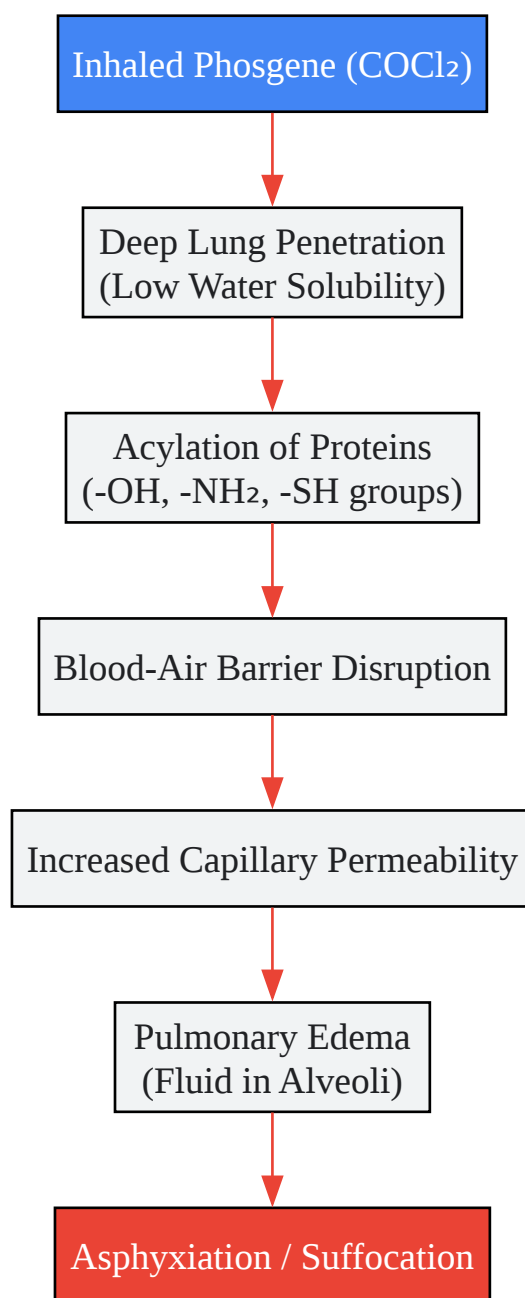 Inhaled Phosgene (COCl₂)
Deep Lung Penetration
(Low Water Solubility)
Acylation of Proteins
(-OH, -NH₂, -SH groups)
Blood-Air Barrier Disruption
Increased Capillary Permeability
Pulmonary Edema
(Fluid in Alveoli)
Asphyxiation / Suffocation